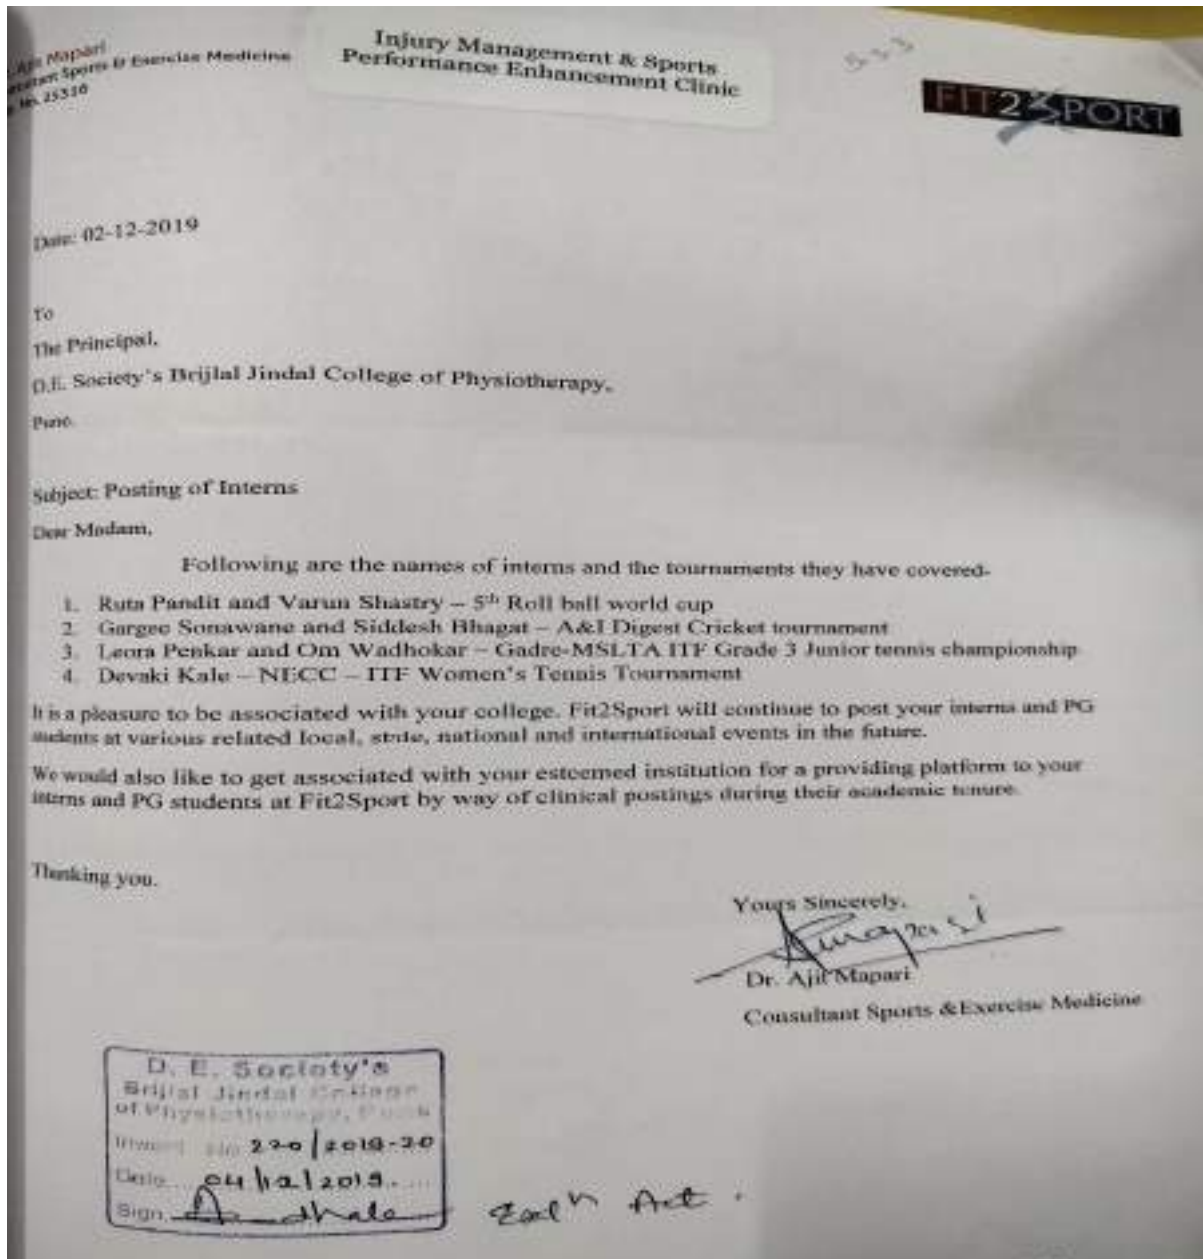 Mapari
Sports & Exercise Medicine
25310
Injury Management & Sports
Performance Enhancement Clinic
533
FIT2SPORT
Date: 02-12-2019
To
The Principal,
D.E. Society's Brijlal Jindal College of Physiotherapy,
Pune.
Subject: Posting of Interns
Dear Madam,
Following are the names of interns and the tournaments they have covered-
1. Ruta Pandit and Varun Shastry – 5th Roll ball world cup
2. Gargee Sonawane and Siddesh Bhagat – A&I Digest Cricket tournament
3. Leora Penkar and Om Wadhokar – Gadre-MSLTA ITF Grade 3 Junior tennis championship
4. Devaki Kale – NECC – ITF Women's Tennis Tournament
It is a pleasure to be associated with your college. Fit2Sport will continue to post your interns and PG
students at various related local, state, national and international events in the future.
We would also like to get associated with your esteemed institution for a providing platform to your
interns and PG students at Fit2Sport by way of clinical postings during their academic tenure.
Thanking you.
Yours Sincerely,
Dr. Ajit Mapari
Consultant Sports &Exercise Medicine
D. E. Society's
Brijlal Jindal College
of Physiotherapy, Pune
Inward No 220/2019-20
Date 04/12/2019
Sign